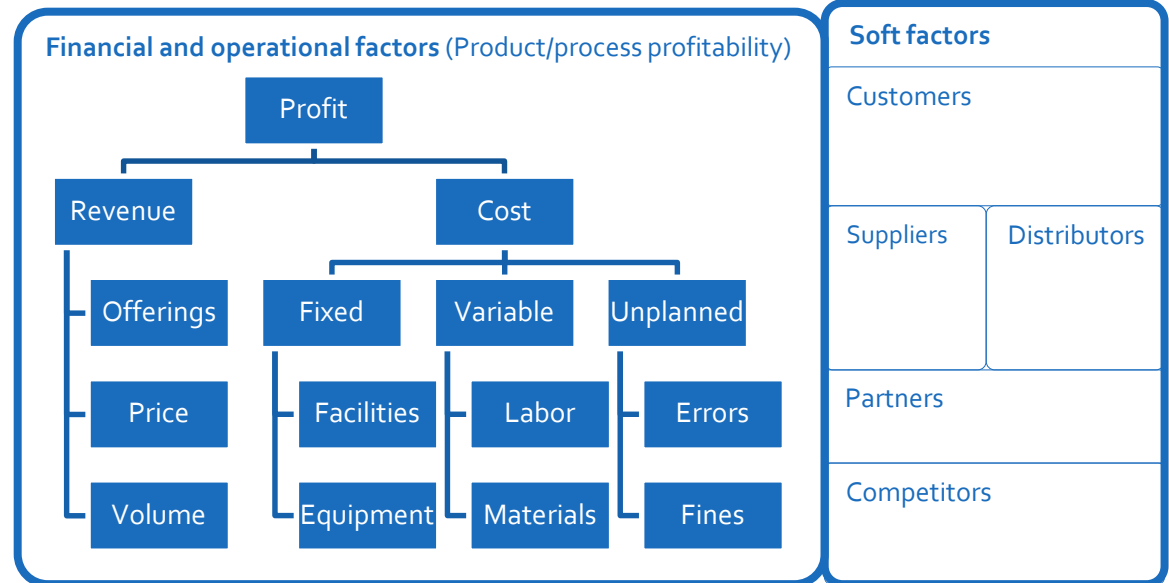 Financial and operational factors (Product/process profitability)
Profit
Revenue
Cost
Offerings
Fixed
Variable
Unplanned
Price
Facilities
Labor
Errors
Volume
Equipment
Materials
Fines
Soft factors
Customers
Suppliers
Distributors
Partners
Competitors